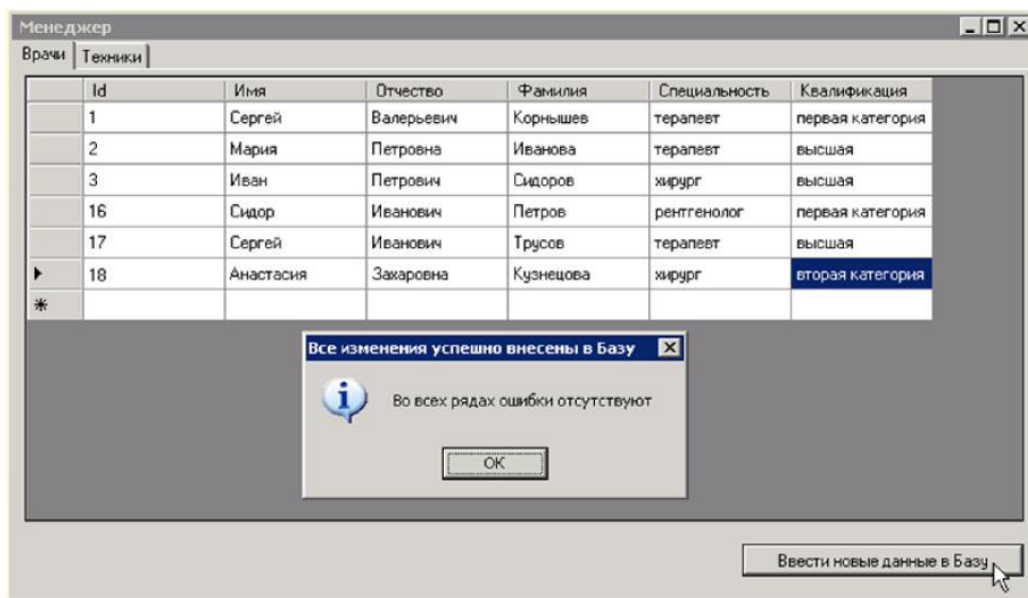 Менеджер
Врачи Техники
Id Имя Отчество Фамилия Специальность Квалификация
1 Сергей Валерьевич Корнышев терапевт первая категория
2 Мария Петровна Иванова терапевт высшая
3 Иван Петрович Сидоров хирург высшая
16 Сидор Иванович Петров рентгенолог первая категория
17 Сергей Иванович Трусов терапевт высшая
18 Анастасия Захаровна Кузнецова хирург вторая категория
Все изменения успешно внесены в Базу
Во всех рядах ошибки отсутствуют
OK
Ввести новые данные в Базу